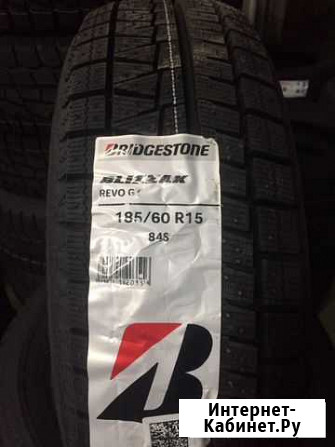 BRIDGESTONE
BLIZZAK
REVO GZ
185/60 R15
84S
Интернет-
Кабинет.Ру